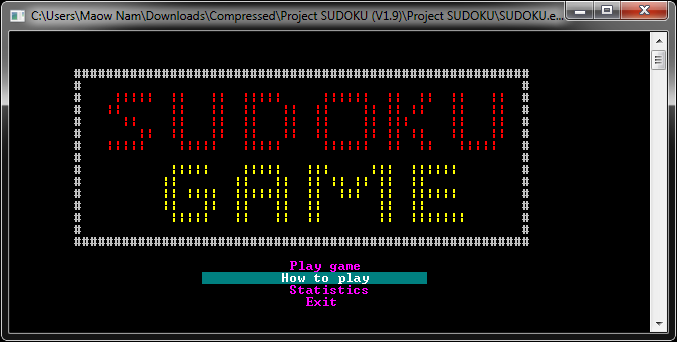 C:\Users\Maow Nam\Downloads\Compressed\Project SUDOKU (V1.9)\Project SUDOKU\SUDOKU.e...
SUDOKU
GAME
Play game
How to play
Statistics
Exit